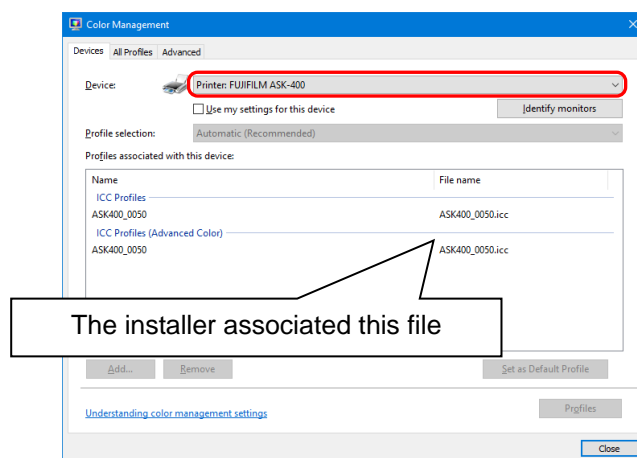 Color Management
Devices All Profiles Advanced
Device: Printer: FUJIFILM ASK-400
Use my settings for this device Identify monitors
Profile selection: Automatic (Recommended)
Profiles associated with this device:
Name File name
ICC Profiles
ASK400_0050 ASK400_0050.icc
ICC Profiles (Advanced Color)
ASK400_0050 ASK400_0050.icc
The installer associated this file
Add... Remove Set as Default Profile
Understanding color management settings Profiles
Close